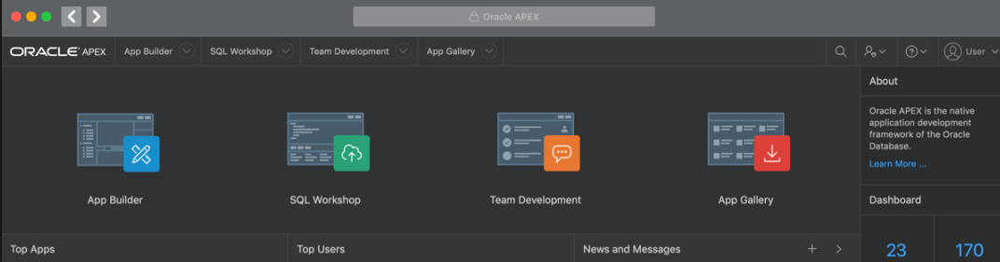 Oracle APEX
ORACLE APEX App Builder SQL Workshop Team Development App Gallery User
About
Oracle APEX is the native
application development
framework of the Oracle
Database.
Learn More ...
App Builder SQL Workshop Team Development App Gallery
Dashboard
Top Apps Top Users News and Messages
23 170